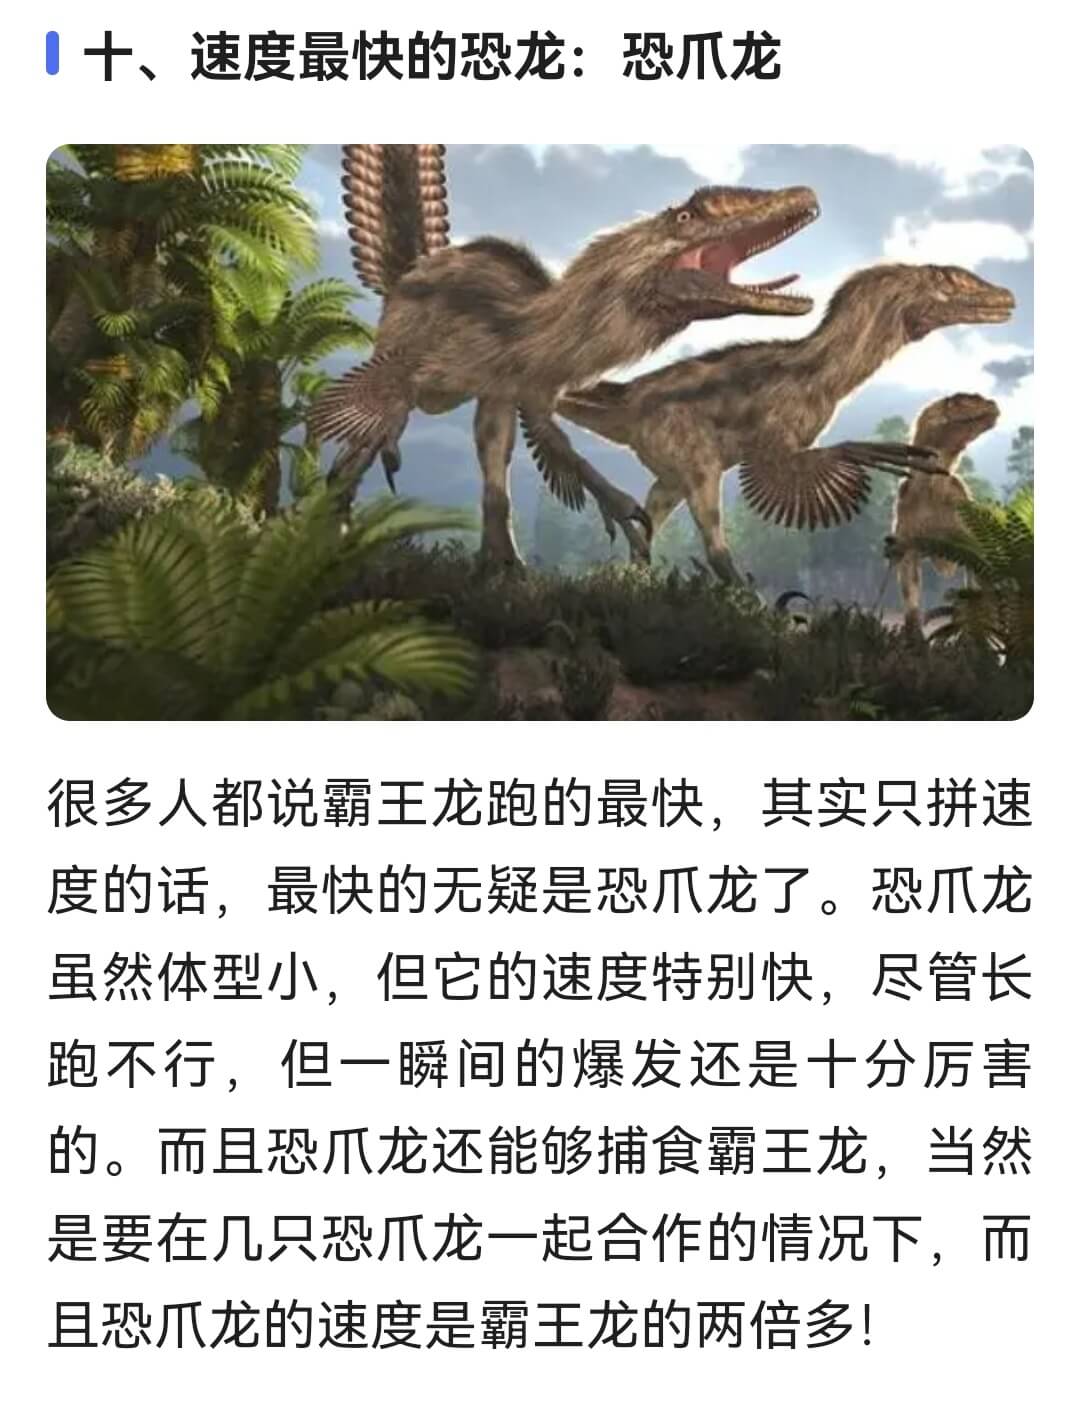 十、速度最快的恐龙：恐爪龙
很多人都说霸王龙跑的最快，其实只拼速
度的话，最快的无疑是恐爪龙了。恐爪龙
虽然体型小，但它的速度特别快，尽管长
跑不行，但一瞬间的爆发还是十分厉害
的。而且恐爪龙还能够捕食霸王龙，当然
是要在几只恐爪龙一起合作的情况下，而
且恐爪龙的速度是霸王龙的两倍多！